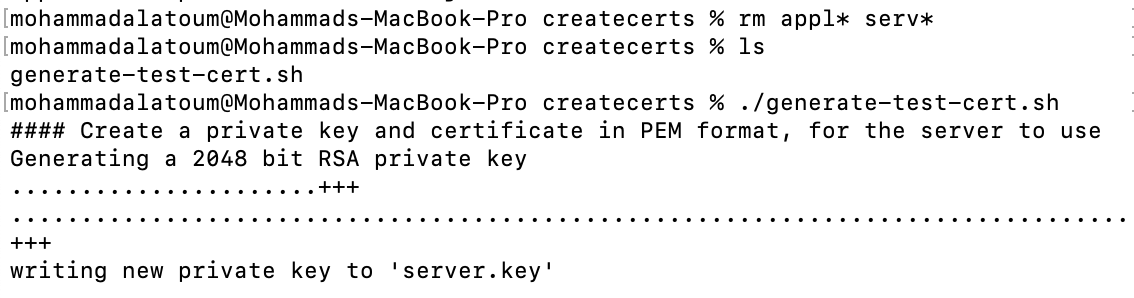 [mohammadalatoum@Mohammads-MacBook-Pro createcerts % rm appl* serv*
[mohammadalatoum@Mohammads-MacBook-Pro createcerts % ls
generate-test-cert.sh
[mohammadalatoum@Mohammads-MacBook-Pro createcerts % ./generate-test-cert.sh
#### Create a private key and certificate in PEM format, for the server to use
Generating a 2048 bit RSA private key
......................+++
................................................................................
+++
writing new private key to 'server.key'